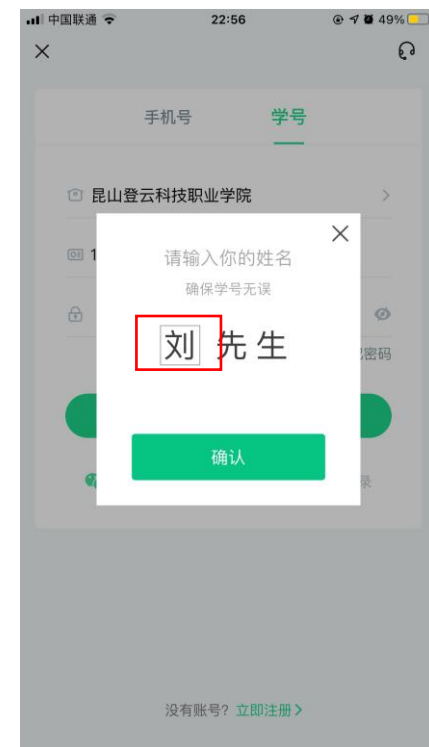 中国联通 22:56 49%
手机号 学号
昆山登云科技职业学院
1
请输入你的姓名
确保学号无误
刘 先生
密码
确认
录
没有账号? 立即注册